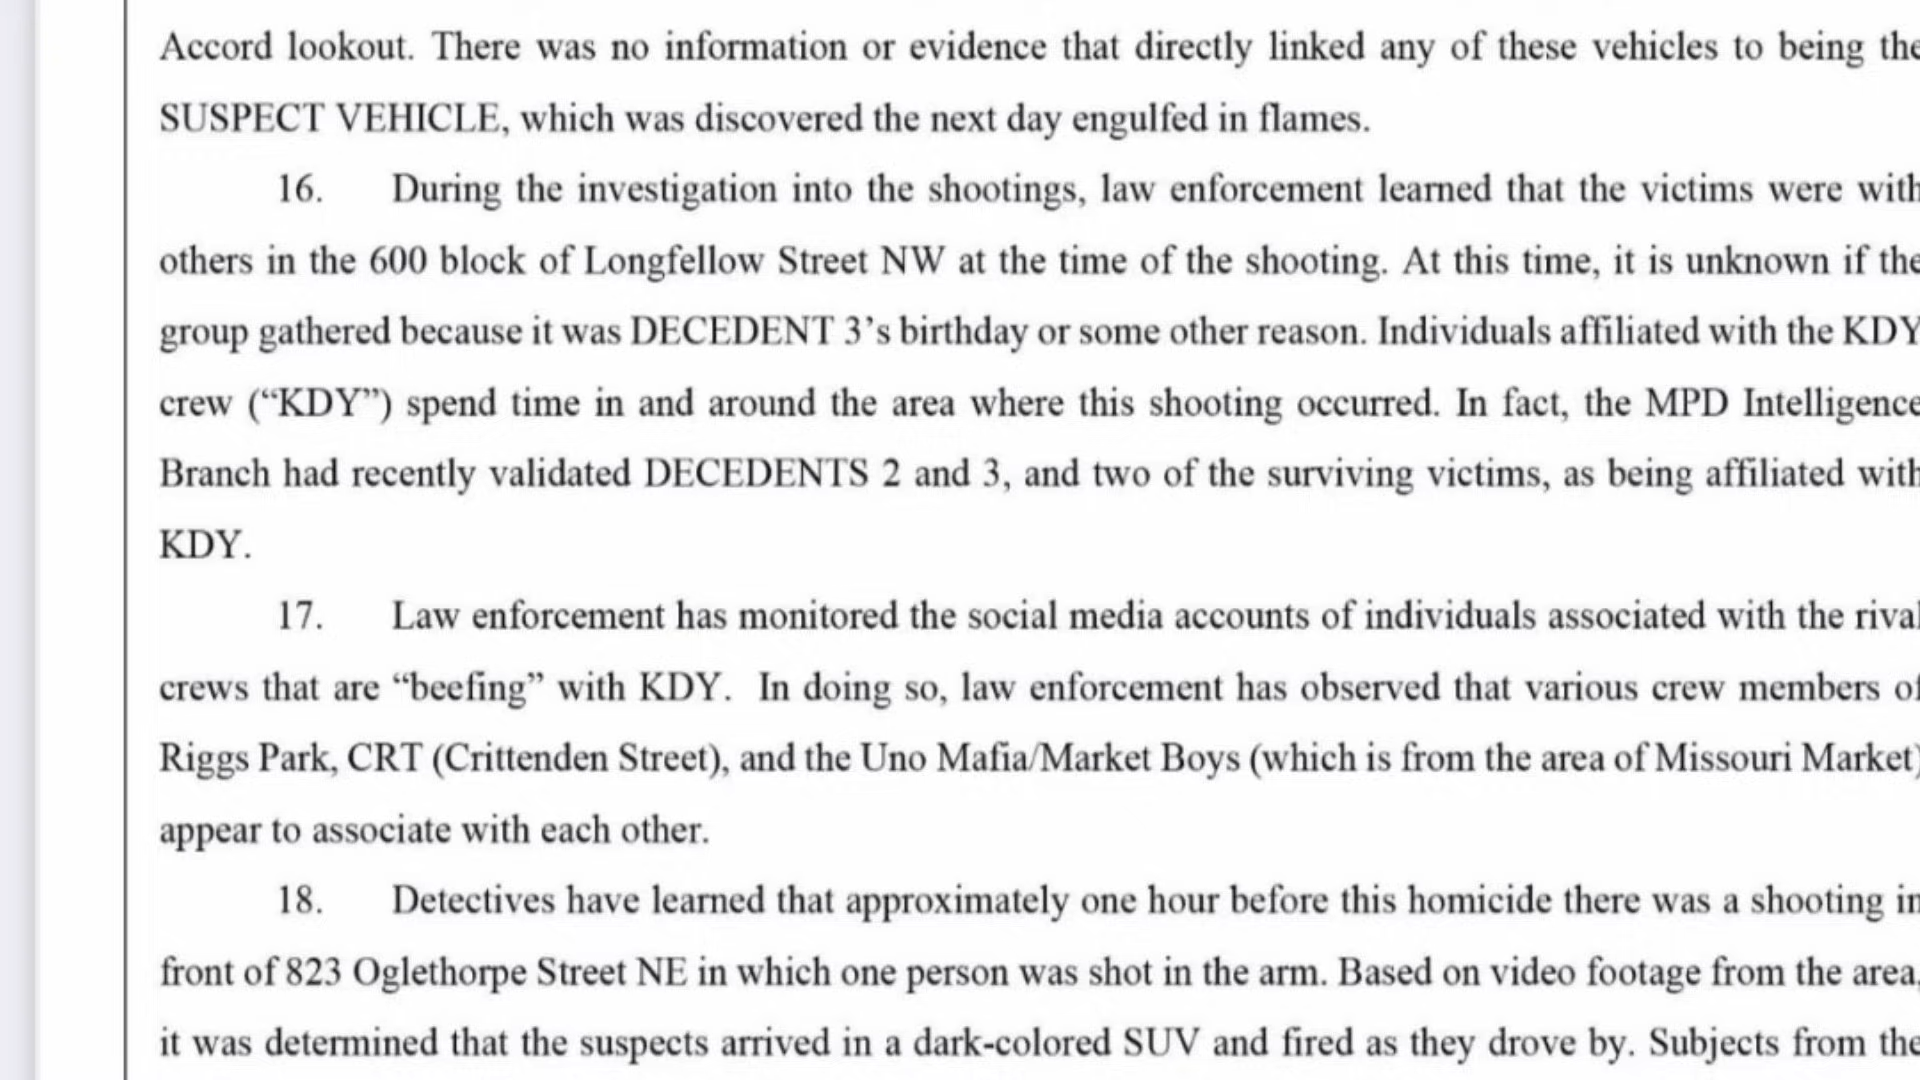 Accord lookout. There was no information or evidence that directly linked any of these vehicles to being the
SUSPECT VEHICLE, which was discovered the next day engulfed in flames.
16. During the investigation into the shootings, law enforcement learned that the victims were with
others in the 600 block of Longfellow Street NW at the time of the shooting. At this time, it is unknown if the
group gathered because it was DECEDENT 3’s birthday or some other reason. Individuals affiliated with the KDY
crew (“KDY”) spend time in and around the area where this shooting occurred. In fact, the MPD Intelligence
Branch had recently validated DECEDENTS 2 and 3, and two of the surviving victims, as being affiliated with
KDY.
17. Law enforcement has monitored the social media accounts of individuals associated with the rival
crews that are “beefing” with KDY. In doing so, law enforcement has observed that various crew members of
Riggs Park, CRT (Crittenden Street), and the Uno Mafia/Market Boys (which is from the area of Missouri Market)
appear to associate with each other.
18. Detectives have learned that approximately one hour before this homicide there was a shooting in
front of 823 Oglethorpe Street NE in which one person was shot in the arm. Based on video footage from the area,
it was determined that the suspects arrived in a dark-colored SUV and fired as they drove by. Subjects from the